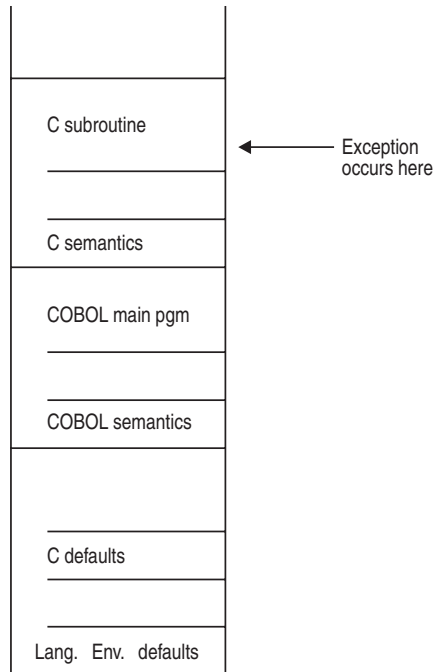 C subroutine
Exception
occurs here
C semantics
COBOL main pgm
COBOL semantics
C defaults
Lang. Env. defaults